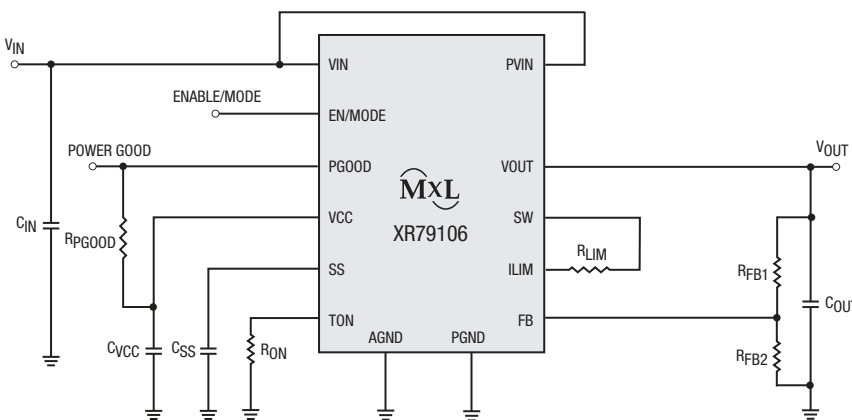 VIN
VIN
PVIN
ENABLE/MODE
EN/MODE
POWER GOOD
PGOOD
VOUT
VOUT
MXL
XR79106
CIN
RPGOOD
VCC
SW
RLIM
SS
ILIM
RFB1
COUT
TON
FB
CVCC
CSS
RON
AGND
PGND
RFB2